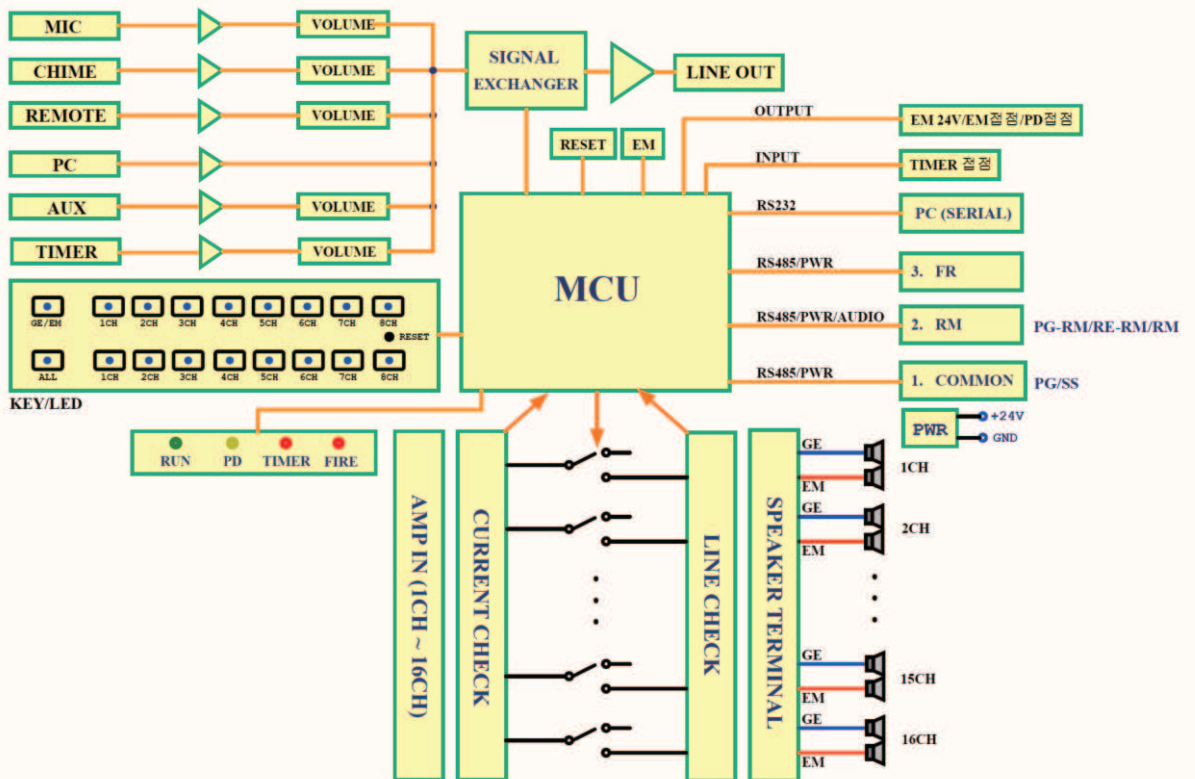 MIC
VOLUME
CHIME
VOLUME
REMOTE
VOLUME
PC
AUX
VOLUME
TIMER
VOLUME
SIGNAL
EXCHANGER
LINE OUT
RESET
EM
OUTPUT
EM 24V/EM접점/PD접점
INPUT
TIMER 접점
RS232
PC (SERIAL)
RS485/PWR
3. FR
RS485/PWR/AUDIO
2. RM
PG-RM/RE-RM/RM
RS485/PWR
1. COMMON
PG/SS
MCU
GE/EM
1CH 2CH 3CH 4CH 5CH 6CH 7CH 8CH
RESET
ALL
1CH 2CH 3CH 4CH 5CH 6CH 7CH 8CH
KEY/LED
RUN PD TIMER FIRE
PWR
+24V
GND
AMP IN (1CH ~ 16CH)
CURRENT CHECK
LINE CHECK
SPEAKER TERMINAL
GE
EM
1CH
GE
EM
2CH
GE
EM
15CH
GE
EM
16CH